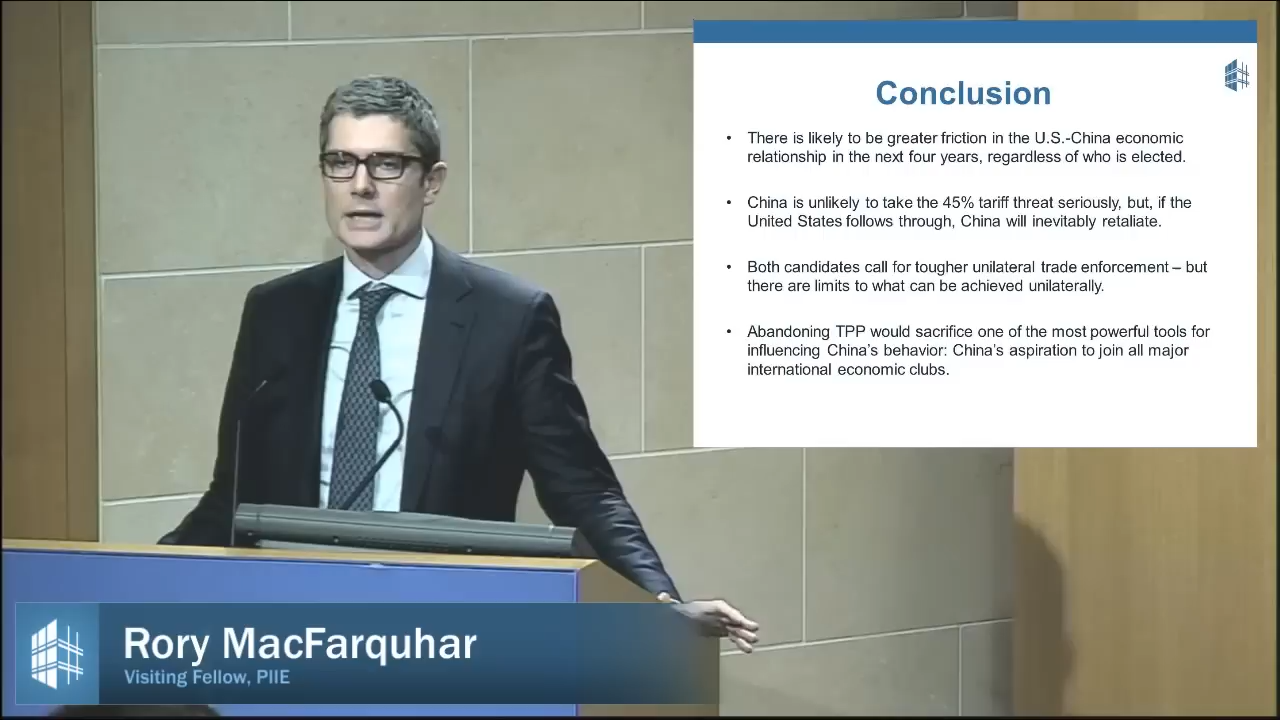 Conclusion
• There is likely to be greater friction in the U.S.-China economic
relationship in the next four years, regardless of who is elected.
• China is unlikely to take the 45% tariff threat seriously, but, if the
United States follows through, China will inevitably retaliate.
• Both candidates call for tougher unilateral trade enforcement – but
there are limits to what can be achieved unilaterally.
• Abandoning TPP would sacrifice one of the most powerful tools for
influencing China's behavior: China's aspiration to join all major
international economic clubs.
Rory MacFarquhar
Visiting Fellow, PIIE